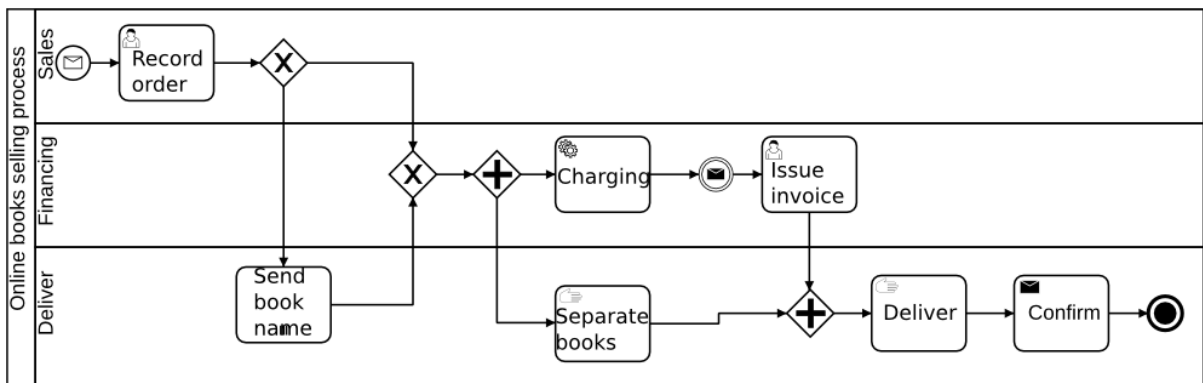 Online books selling process
Sales
Record
order
X
Financing
X
Charging
Issue
invoice
Deliver
Send
book
name
Separate
books
Deliver
Confirm